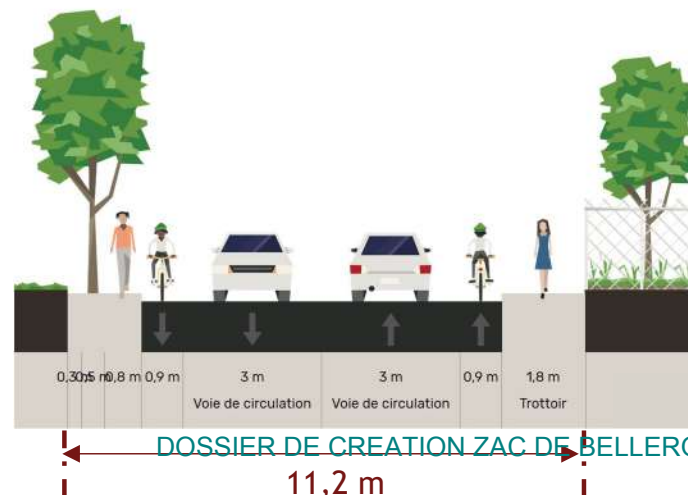 0,3 m 0,5 m 0,8 m 0,9 m 3 m 3 m 0,9 m 1,8 m
Voie de circulation Voie de circulation Trottoir
DOSSIER DE CREATION ZAC DE BELLERO
11,2 m